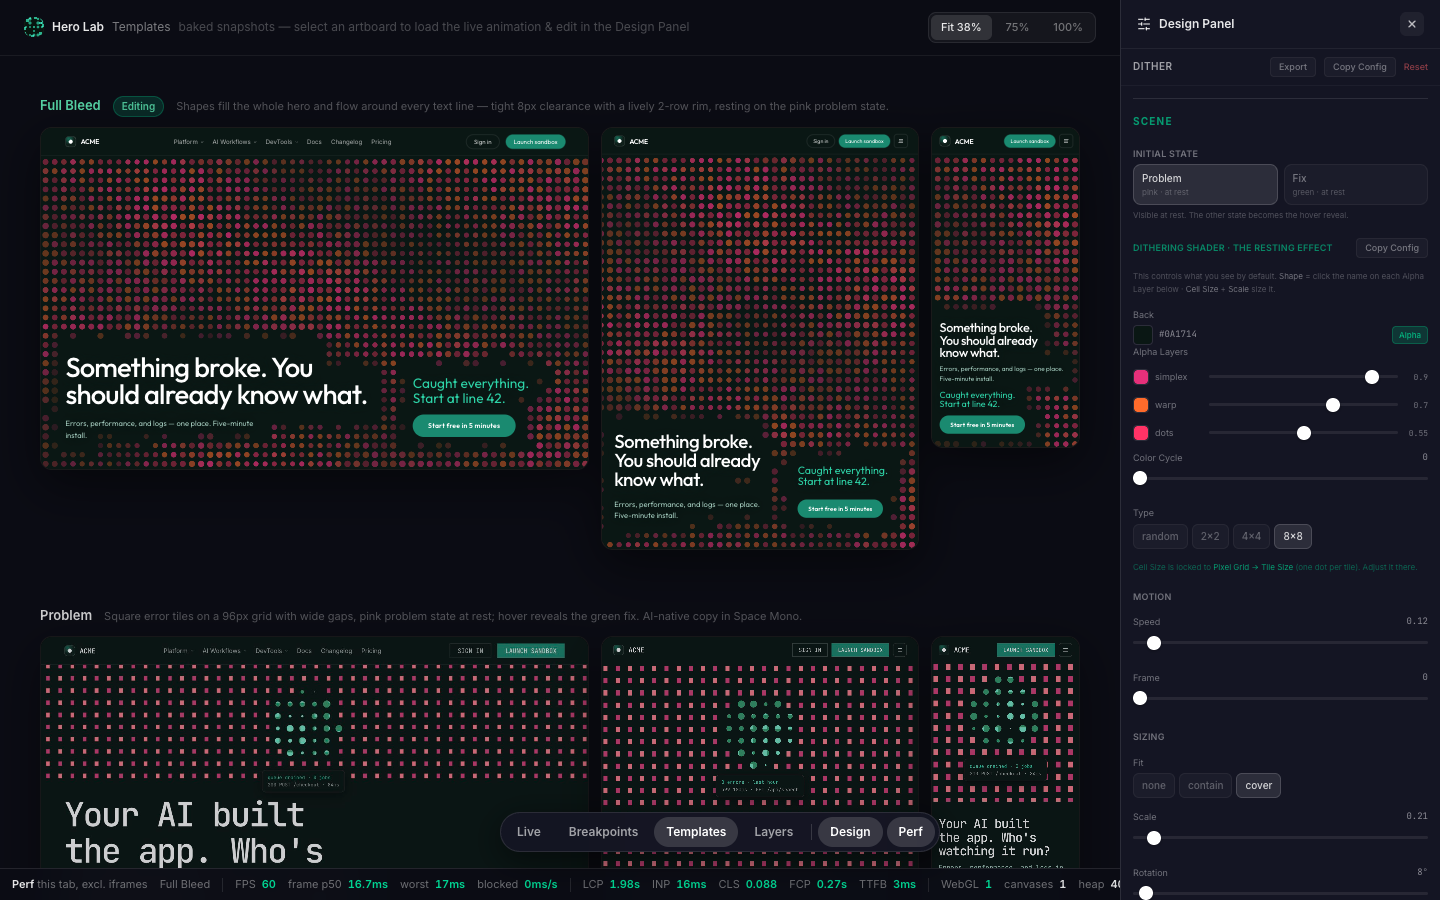 Hero Lab Templates baked snapshots — select an artboard to load the live animation & edit in the Design Panel
Fit 38% 75% 100%
Full Bleed Editing Shapes fill the whole hero and flow around every text line — tight 8px clearance with a lively 2-row rim, resting on the pink problem state.
ACME Platform AI Workflows DevTools Docs Changelog Pricing Sign in Launch sandbox
Something broke. You
should already know what.
Errors, performance, and logs — one place. Five-minute
install.
Caught everything.
Start at line 42.
Start free in 5 minutes
ACME Sign in Launch sandbox
Something broke.
You should already
know what.
Errors, performance, and logs — one place.
Five-minute install.
Caught everything.
Start at line 42.
Start free in 5 minutes
ACME Launch sandbox
Something broke.
You should already
know what.
Errors, performance, and logs — one place.
Five-minute install.
Caught everything.
Start at line 42.
Start free in 5 minutes
Problem Square error tiles on a 96px grid with wide gaps, pink problem state at rest; hover reveals the green fix. AI-native copy in Space Mono.
ACME Platform AI Workflows DevTools Docs Changelog Pricing SIGN IN LAUNCH SANDBOX
Your AI built
the app. Who's
ACME SIGN IN LAUNCH SANDBOX
ACME LAUNCH SANDBOX
Your AI built
the app. Who's
watching it run?
Live Breakpoints Templates Layers Design Perf
Perf this tab, excl. iframes Full Bleed FPS 60 frame p50 16.7ms worst 17ms blocked 0ms/s LCP 1.98s INP 16ms CLS 0.088 FCP 0.27s TTFB 3ms WebGL 1 canvases 1 heap
Design Panel
DITHER Export Copy Config Reset
SCENE
INITIAL STATE
Problem
pink · at rest
Fix
green · at rest
Visible at rest. The other state becomes the hover reveal.
DITHERING SHADER · THE RESTING EFFECT Copy Config
This controls what you see by default. Shape = click the name on each Alpha
Layer below · Cell Size + Scale size it.
Back
#0A1714 Alpha
Alpha Layers
simplex 0.9
warp 0.7
dots 0.55
Color Cycle 0
Type
random 2×2 4×4 8×8
Cell Size is locked to Pixel Grid → Tile Size (one dot per tile). Adjust it there.
MOTION
Speed 0.12
Frame 0
SIZING
Fit
none contain cover
Scale 0.21
Rotation 8°